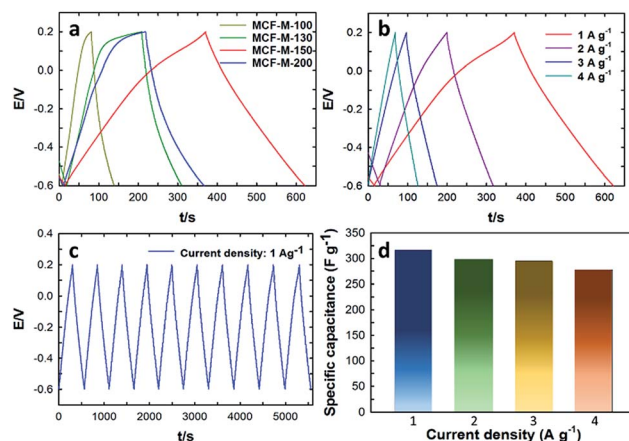 a
MCF-M-100
MCF-M-130
MCF-M-150
MCF-M-200
E/V
0.2
0.0
-0.2
-0.4
-0.6
0 100 200 300 400 500 600
t/s
b
1 A g-1
2 A g-1
3 A g-1
4 A g-1
E/V
0.2
0.0
-0.2
-0.4
-0.6
0 100 200 300 400 500 600
t/s
c
Current density: 1 Ag-1
E/V
0.2
0.0
-0.2
-0.4
-0.6
0 1000 2000 3000 4000 5000
t/s
d
Specific capacitance (F g-1)
350
300
250
200
150
100
50
0
1 2 3 4
Current density (A g-1)